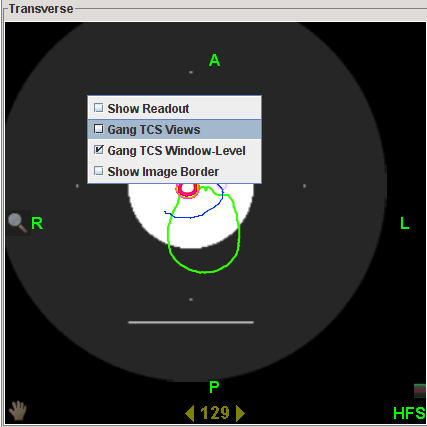 Transverse
A
Show Readout
Gang TCS Views
Gang TCS Window-Level
Show Image Border
R
L
P
129
HFS